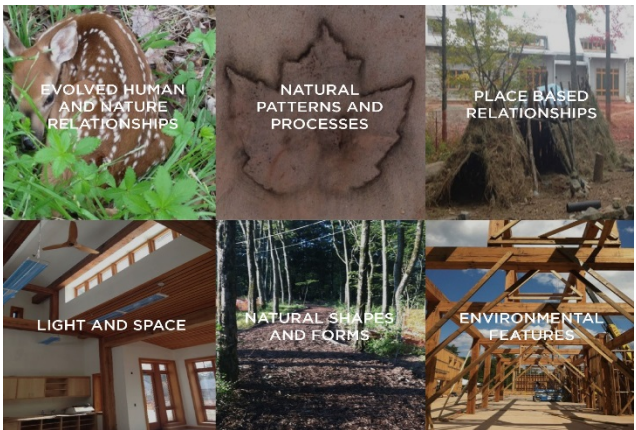 EVOLVED HUMAN
AND NATURE
RELATIONSHIPS
NATURAL
PATTERNS AND
PROCESSES
PLACE BASED
RELATIONSHIPS
LIGHT AND SPACE
NATURAL SHAPES
AND FORMS
ENVIRONMENTAL
FEATURES